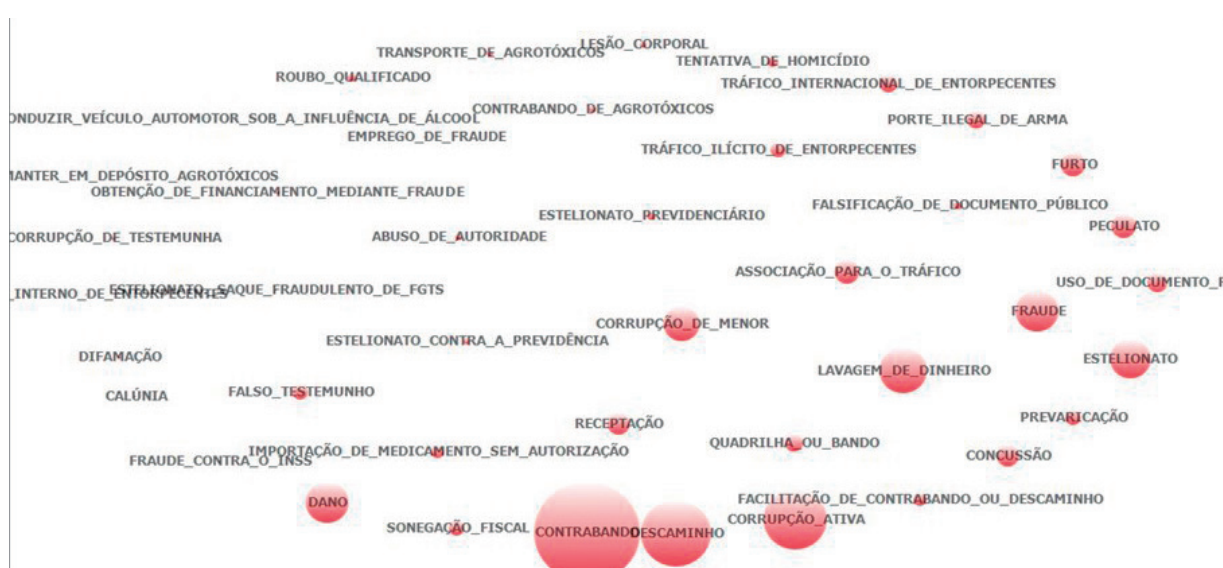 LESÃO_CORPORAL
TRANSPORTE_DE_AGROTÓXICOS
TENTATIVA_DE_HOMICÍDIO
ROUBO_QUALIFICADO
TRÁFICO_INTERNACIONAL_DE_ENTORPECENTES
CONTRABANDO_DE_AGROTÓXICOS
ONDUZIR_VEÍCULO_AUTOMOTOR_SOB_A_INFLUÊNCIA_DE_ÁLCOOL
PORTE_ILEGAL_DE_ARMA
EMPREGO_DE_FRAUDE
TRÁFICO_ILÍCITO_DE_ENTORPECENTES
FURTO
MANTER_EM_DEPÓSITO_AGROTÓXICOS
OBTENÇÃO_DE_FINANCIAMENTO_MEDIANTE_FRAUDE
FALSIFICAÇÃO_DE_DOCUMENTO_PÚBLICO
ESTELIONATO_PREVIDENCIÁRIO
PECULATO
CORRUPÇÃO_DE_TESTEMUNHA
ABUSO_DE_AUTORIDADE
ASSOCIAÇÃO_PARA_O_TRÁFICO
USO_DE_DOCUMENTO_F
_INTERNO_DE_ENTORPECENTES
ESTELIONATO_SAQUE_FRAUDULENTO_DE_FGTS
FRAUDE
CORRUPÇÃO_DE_MENOR
ESTELIONATO_CONTRA_A_PREVIDÊNCIA
DIFAMAÇÃO
ESTELIONATO
LAVAGEM_DE_DINHEIRO
CALÚNIA
FALSO_TESTEMUNHO
PREVARICAÇÃO
RECEPTAÇÃO
QUADRILHA_OU_BANDO
IMPORTAÇÃO_DE_MEDICAMENTO_SEM_AUTORIZAÇÃO
CONCUSSÃO
FRAUDE_CONTRA_O_INSS
FACILITAÇÃO_DE_CONTRABANDO_OU_DESCAMINHO
DANO
CORRUPÇÃO_ATIVA
SONEGAÇÃO_FISCAL
CONTRABANDO
DESCAMINHO